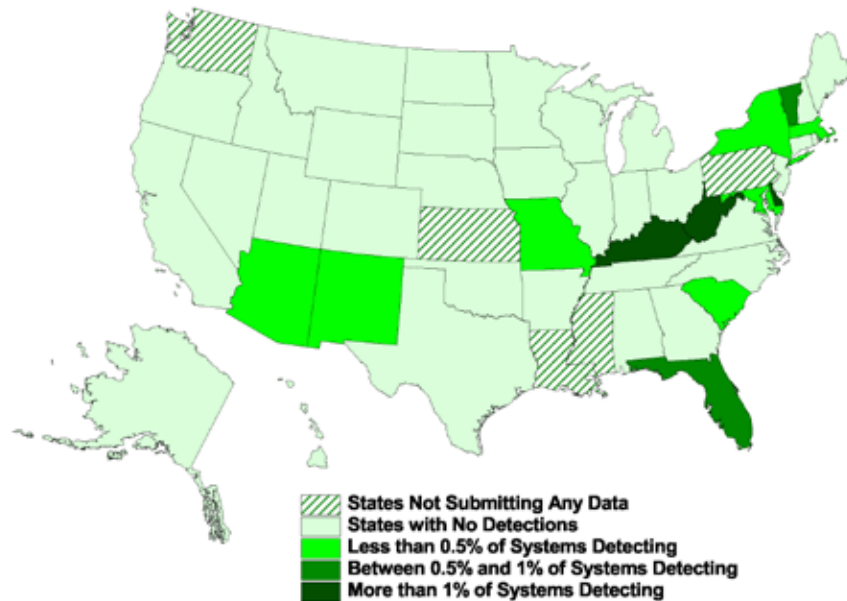 States Not Submitting Any Data
States with No Detections
Less than 0.5% of Systems Detecting
Between 0.5% and 1% of Systems Detecting
More than 1% of Systems Detecting